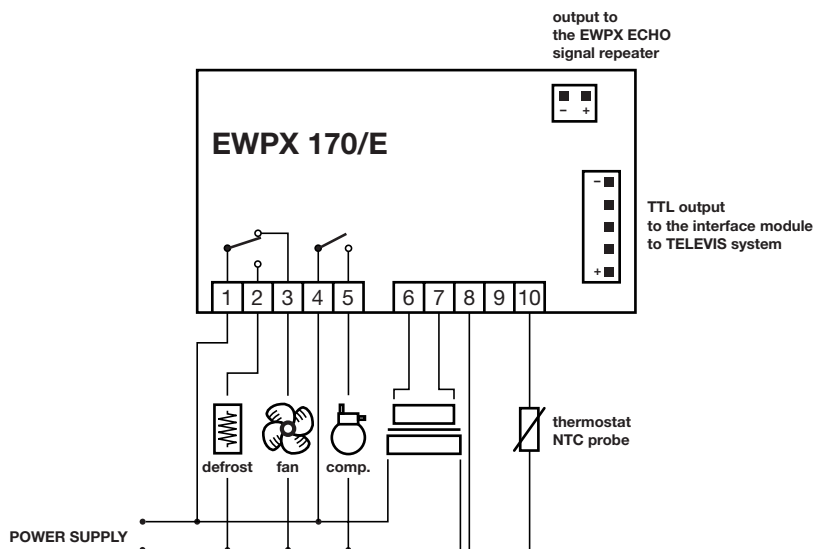 output to
the EWPX ECHO
signal repeater
- +
EWPX 170/E
-
TTL output
to the interface module
to TELEVIS system
+
1 2 3 4 5 6 7 8 9 10
thermostat
NTC probe
defrost fan comp.
POWER SUPPLY